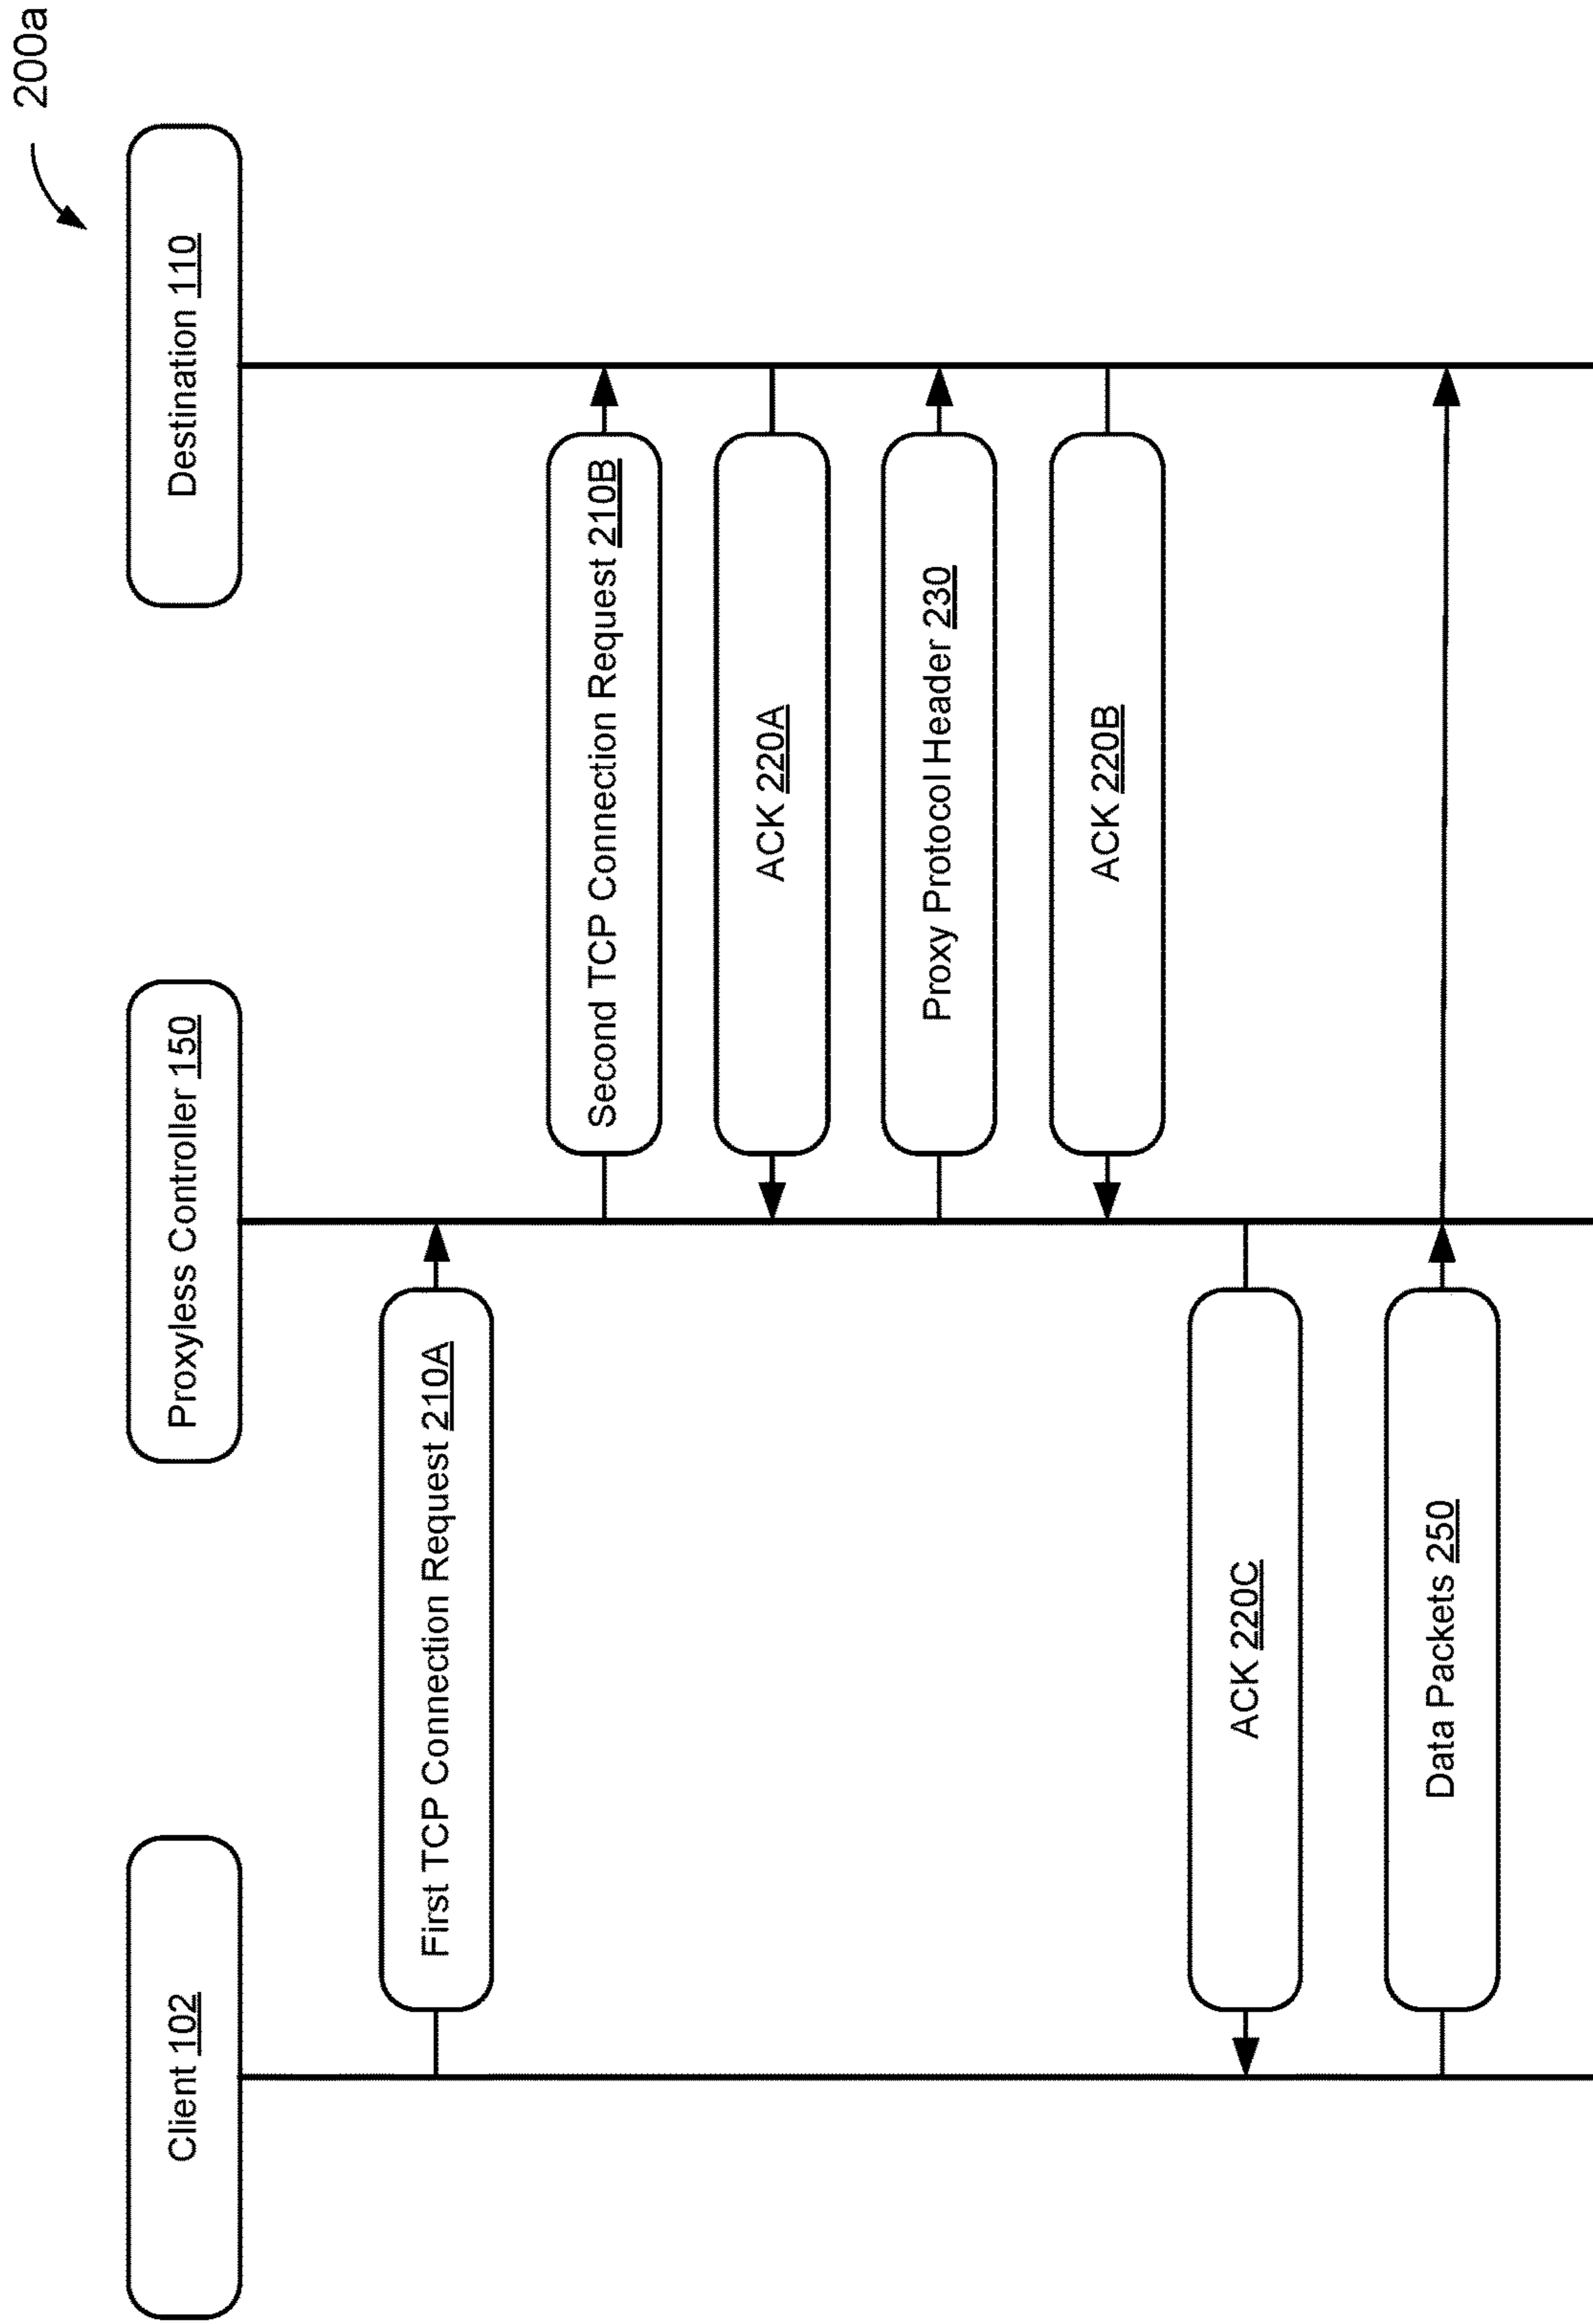 200a
Client 102
Proxyless Controller 150
Destination 110
First TCP Connection Request 210A
Second TCP Connection Request 210B
ACK 220A
Proxy Protocol Header 230
ACK 220B
ACK 220C
Data Packets 250